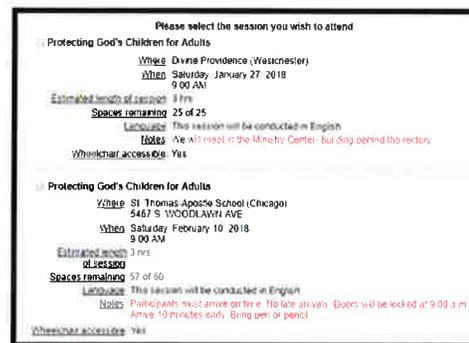 Please select the session you wish to attend
Protecting God's Children for Adults
Where Divine Providence (Westchester)
When Saturday January 27 2018
9:00 AM
Estimated length of session 3 hrs
Spaces remaining 25 of 25
Language This session will be conducted in English
Notes We will meet in the Ministry Center- building behind the rectory
Wheelchair accessible: Yes
Protecting God's Children for Adults
Where St. Thomas-Apostle School (Chicago)
5467 S. WOODLAWN AVE
When Saturday February 10 2018
9:00 AM
Estimated length 3 hrs
of session
Spaces remaining 57 of 60
Language This session will be conducted in English
Notes Participants must arrive on time. No late arrivals. Doors will be locked at 9:00 a.m.
Arrive 10 minutes early. Bring pen or pencil.
Wheelchair accessible Yes